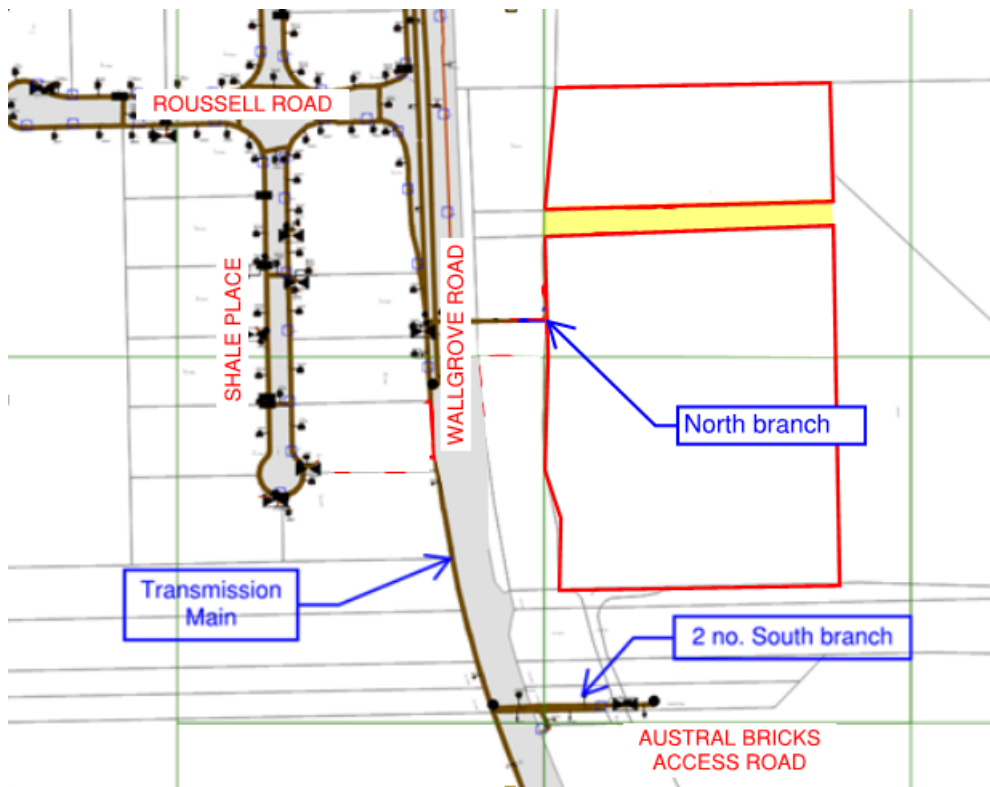 ROUSSELL ROAD
SHALE PLACE
WALLGROVE ROAD
North branch
Transmission
Main
2 no. South branch
AUSTRAL BRICKS
ACCESS ROAD